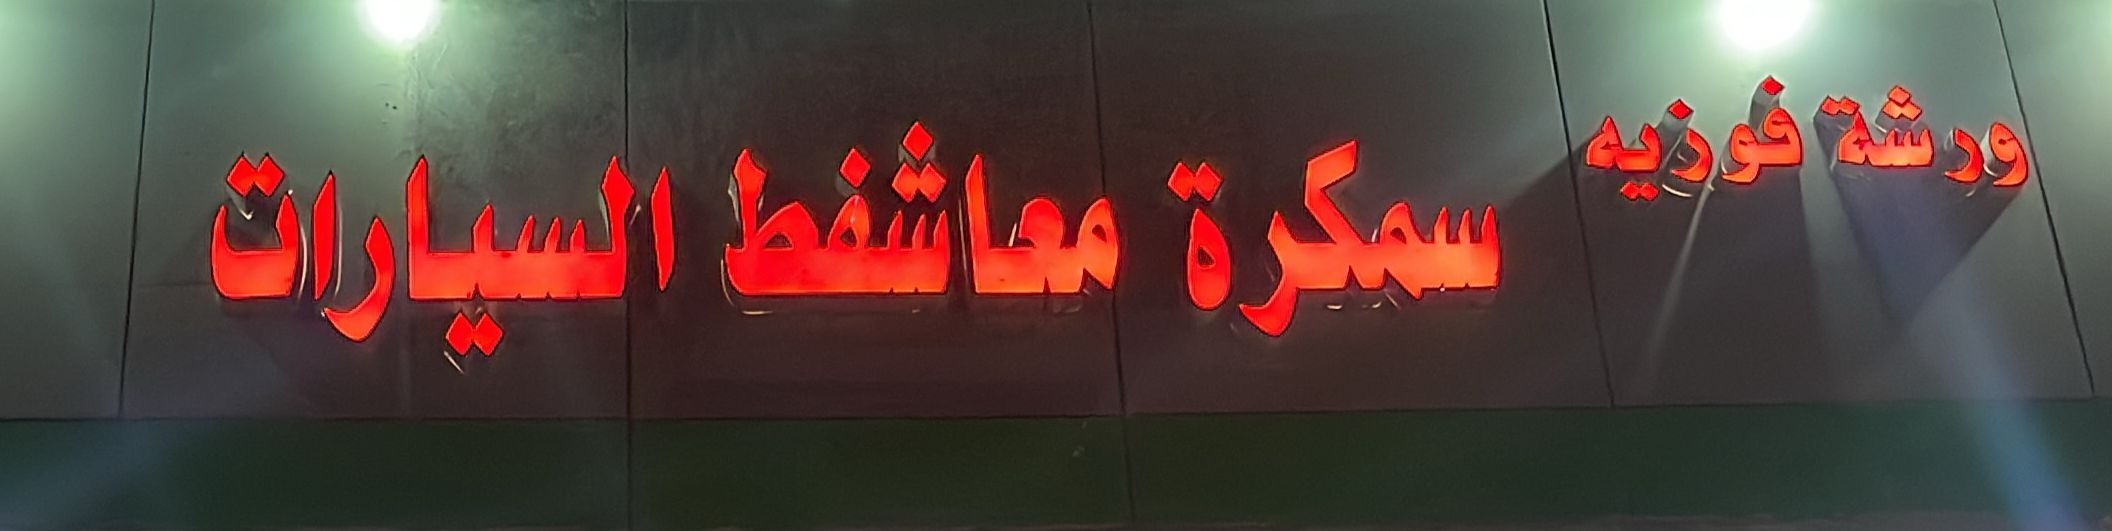 ورشة فوزيه
سمكرة معاشفط السيارات